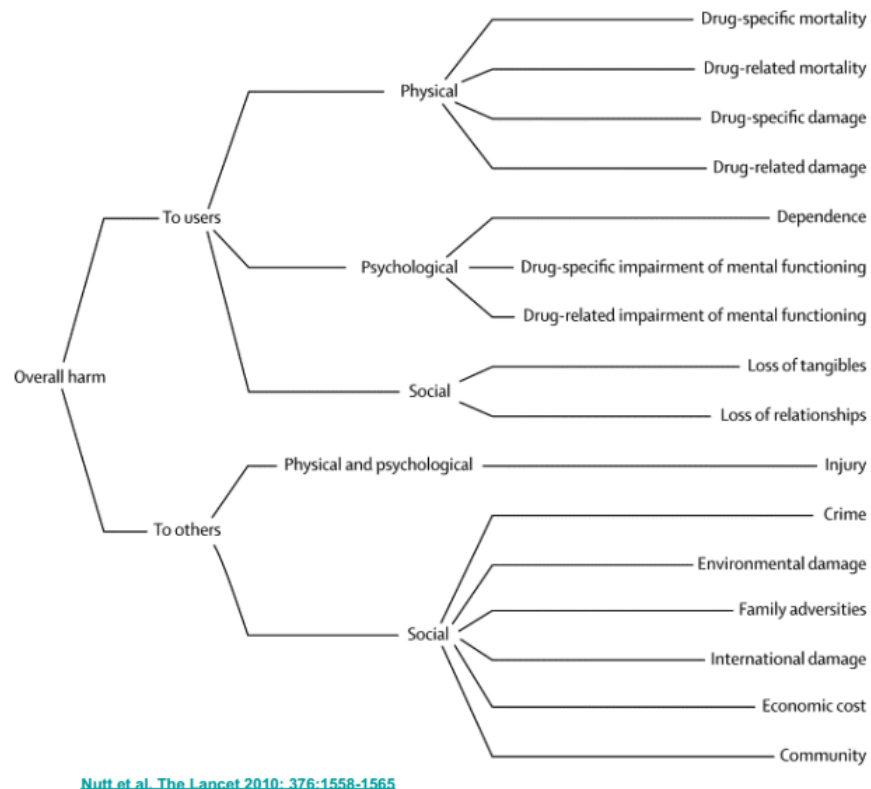 Drug-specific mortality
Drug-related mortality
Physical
Drug-specific damage
Drug-related damage
To users
Dependence
Psychological
Drug-specific impairment of mental functioning
Drug-related impairment of mental functioning
Loss of tangibles
Overall harm
Social
Loss of relationships
Physical and psychological
Injury
Crime
To others
Environmental damage
Family adversities
Social
International damage
Economic cost
Community
Nutt et al. The Lancet 2010; 376:1558-1565